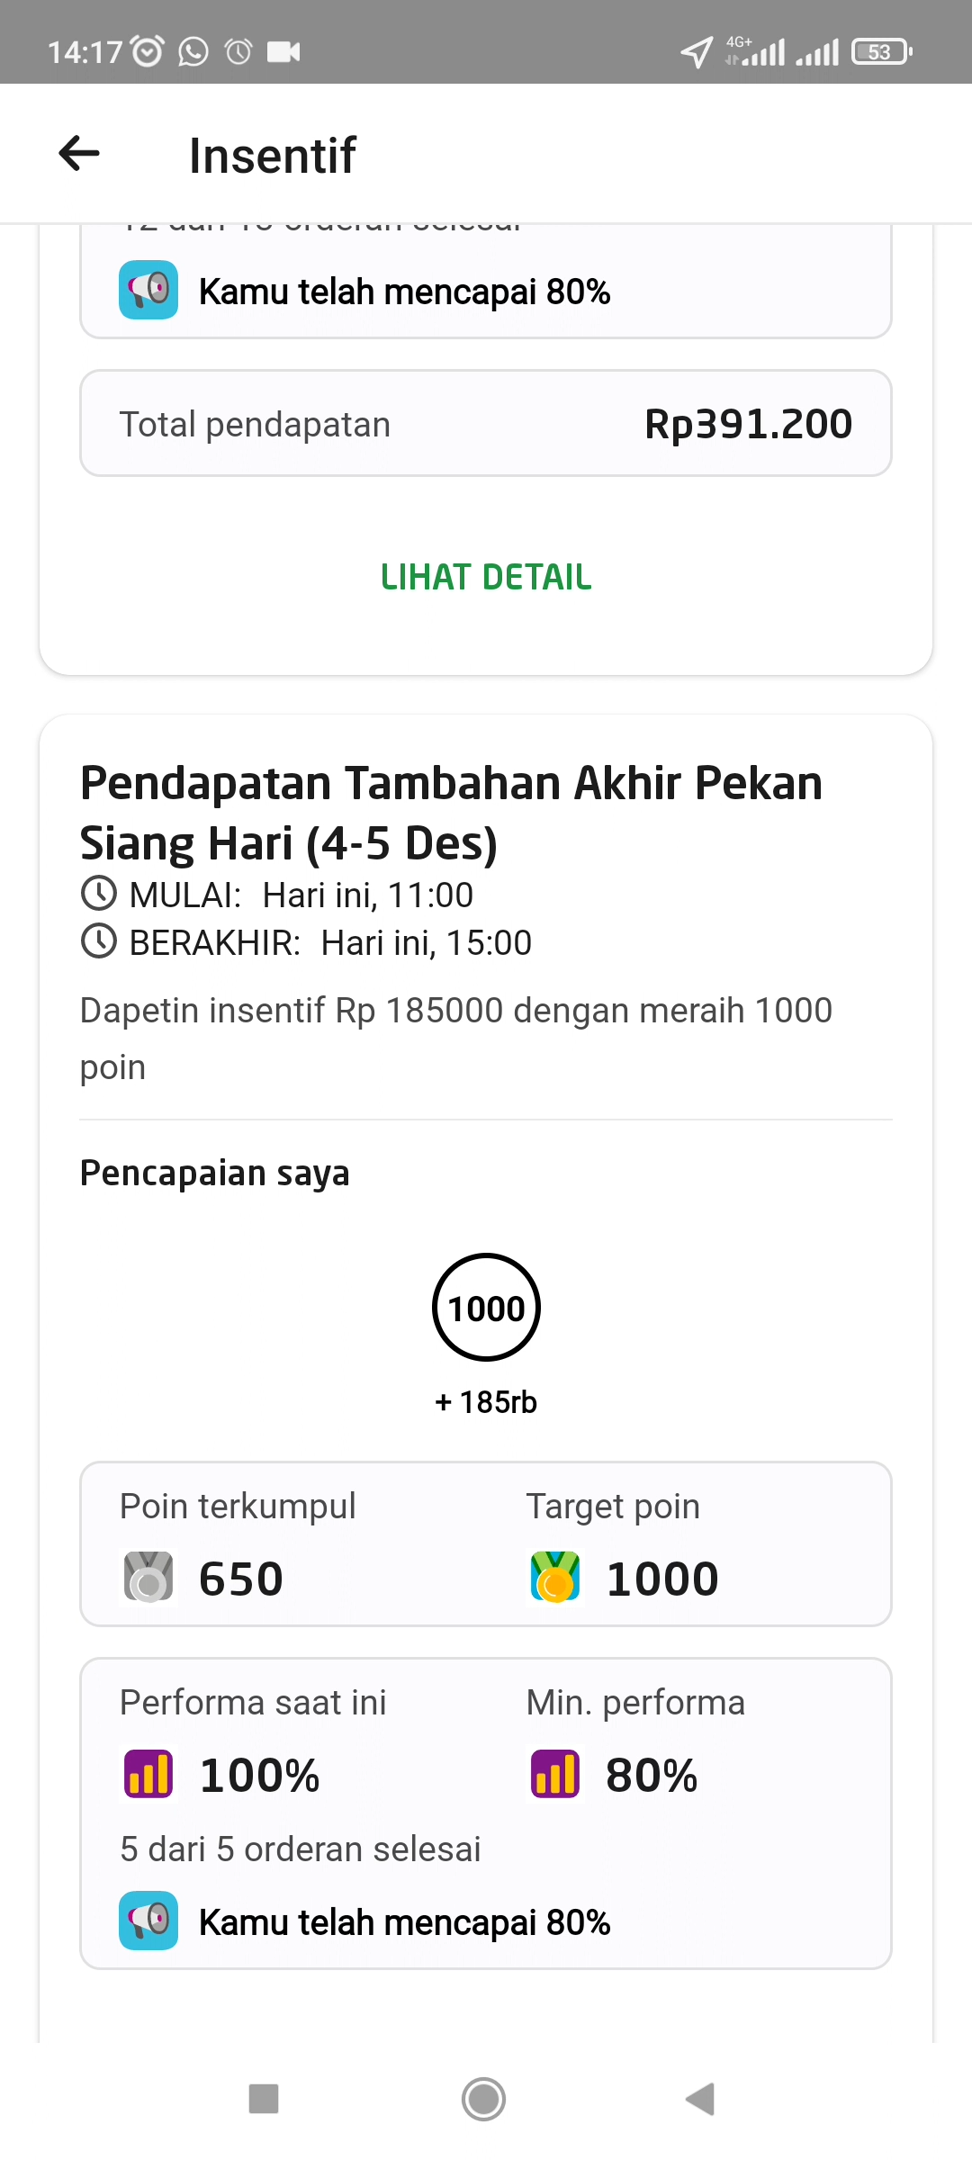 14:17 4G+ 53
Insentif
Kamu telah mencapai 80%
Total pendapatan Rp391.200
LIHAT DETAIL
Pendapatan Tambahan Akhir Pekan
Siang Hari (4-5 Des)
MULAI: Hari ini, 11:00
BERAKHIR: Hari ini, 15:00
Dapetin insentif Rp 185000 dengan meraih 1000
poin
Pencapaian saya
1000
+ 185rb
Poin terkumpul Target poin
650 1000
Performa saat ini Min. performa
100% 80%
5 dari 5 orderan selesai
Kamu telah mencapai 80%